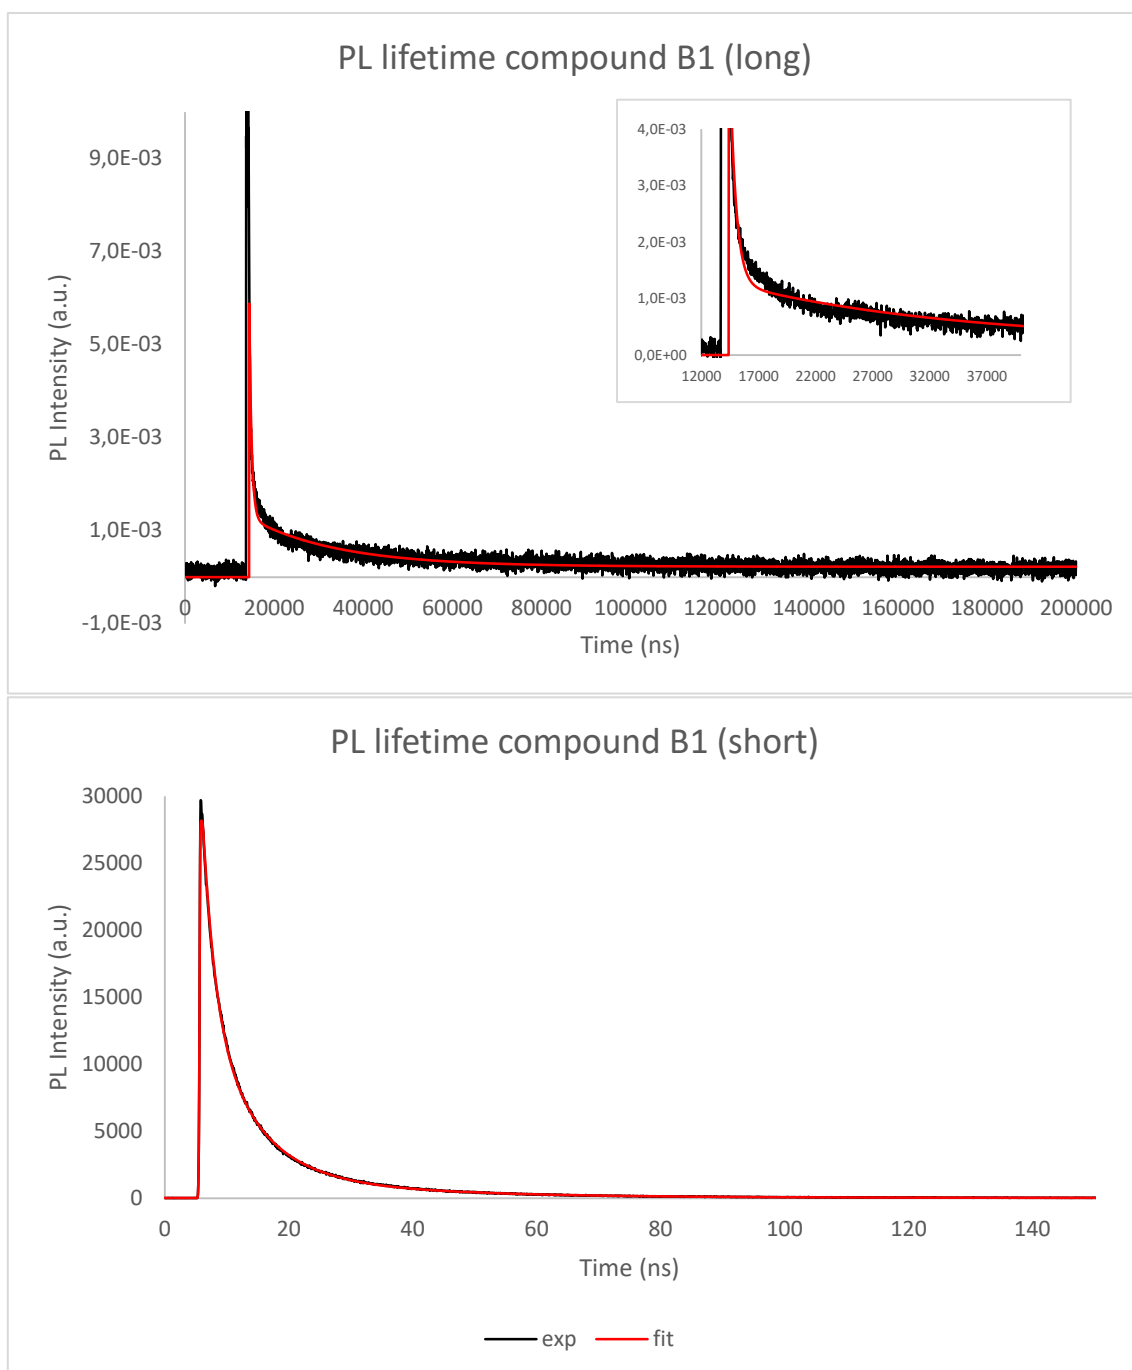 PL lifetime compound B1 (long)
9,0E-03
7,0E-03
5,0E-03
3,0E-03
1,0E-03
-1,0E-03
PL Intensity (a.u.)
0 20000 40000 60000 80000 100000 120000 140000 160000 180000 200000
Time (ns)
4,0E-03
3,0E-03
2,0E-03
1,0E-03
0,0E+00
12000 17000 22000 27000 32000 37000
PL lifetime compound B1 (short)
30000
25000
20000
15000
10000
5000
0
PL Intensity (a.u.)
0 20 40 60 80 100 120 140
Time (ns)
exp fit